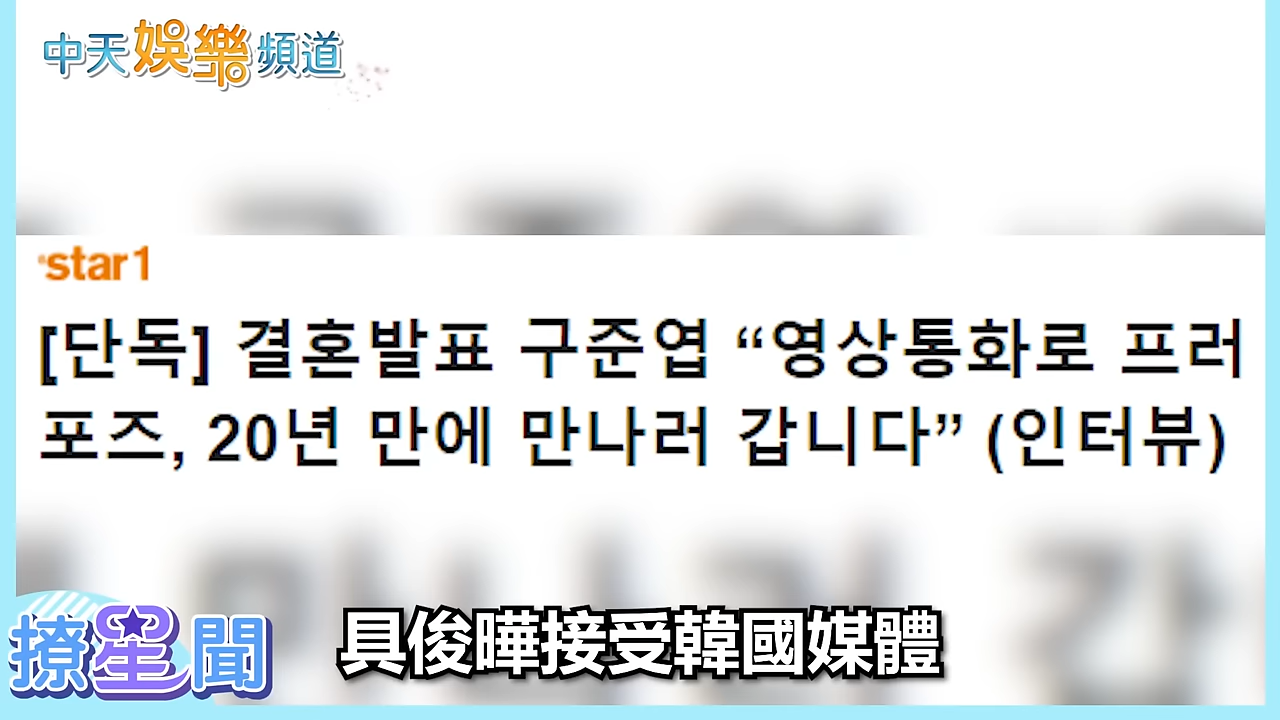 中天娛樂頻道
star1
[단독] 결혼발표 구준엽 “영상통화로 프러
포즈, 20년 만에 만나러 갑니다” (인터뷰)
撩星聞
具俊曄接受韓國媒體